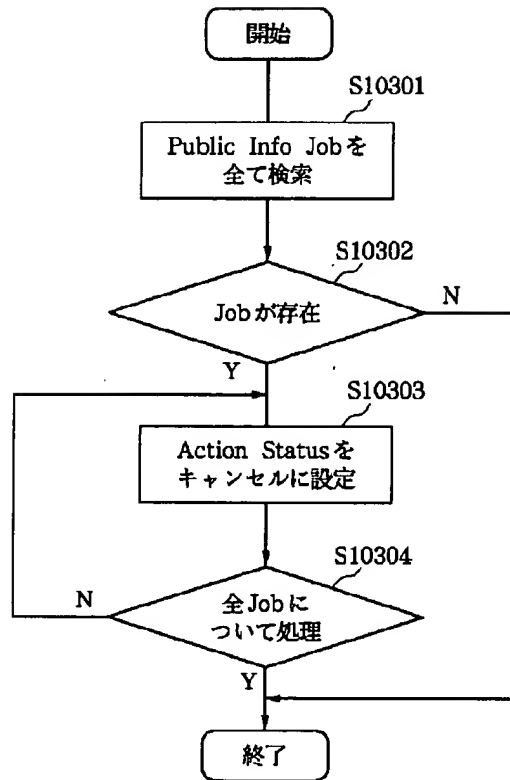 開始
S10301
Public Info Jobを
全て検索
S10302
Jobが存在
N
Y
S10303
Action Statusを
キャンセルに設定
S10304
全Jobに
ついて処理
N
Y
終了